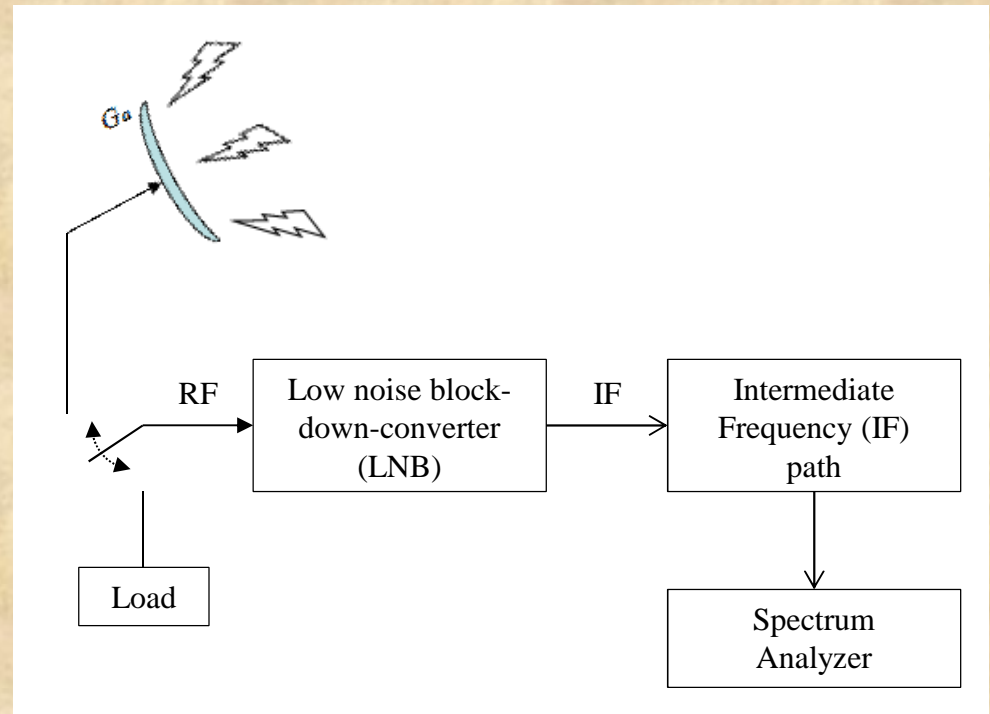 Ga
RF
Low noise block-
down-converter
(LNB)
IF
Intermediate
Frequency (IF)
path
Load
Spectrum
Analyzer